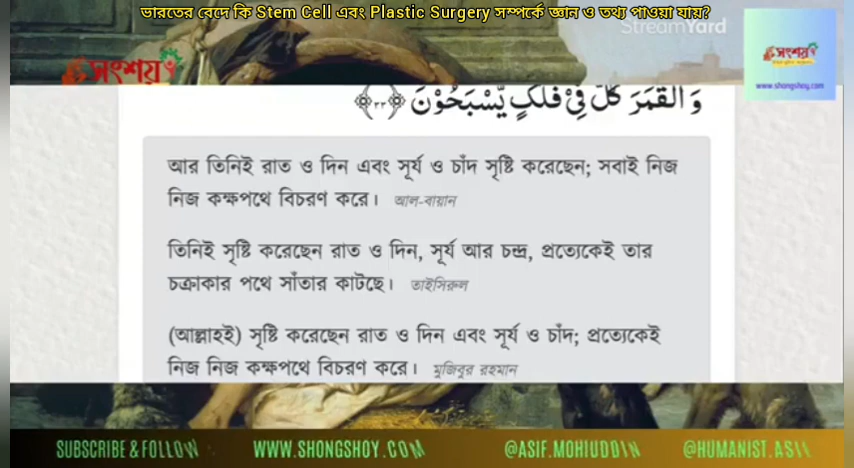 ভারতের বেদে কি Stem Cell এবং Plastic Surgery সম্পর্কে জ্ঞান ও তথ্য পাওয়া যায়?
StreamYard
সংশয়
সংশয়
www.shongshoy.com
وَ الْقَمَرَ كُلٌّ فِیْ فَلَكٍ یَّسْبَحُوْنَ ﴿۳۳﴾
আর তিনিই রাত ও দিন এবং সূর্য ও চাঁদ সৃষ্টি করেছেন; সবাই নিজ
নিজ কক্ষপথে বিচরণ করে। আল-বায়ান
তিনিই সৃষ্টি করেছেন রাত ও দিন, সূর্য আর চন্দ্র, প্রত্যেকেই তার
চক্রাকার পথে সাঁতার কাটছে। তাইসিরুল
(আল্লাহই) সৃষ্টি করেছেন রাত ও দিন এবং সূর্য ও চাঁদ; প্রত্যেকেই
নিজ নিজ কক্ষপথে বিচরণ করে। মুজিবুর রহমান
SUBSCRIBE & FOLLOW WWW.SHONGSHOY.COM @ASIF.MOHIUDDIN @HUMANIST.ASIF